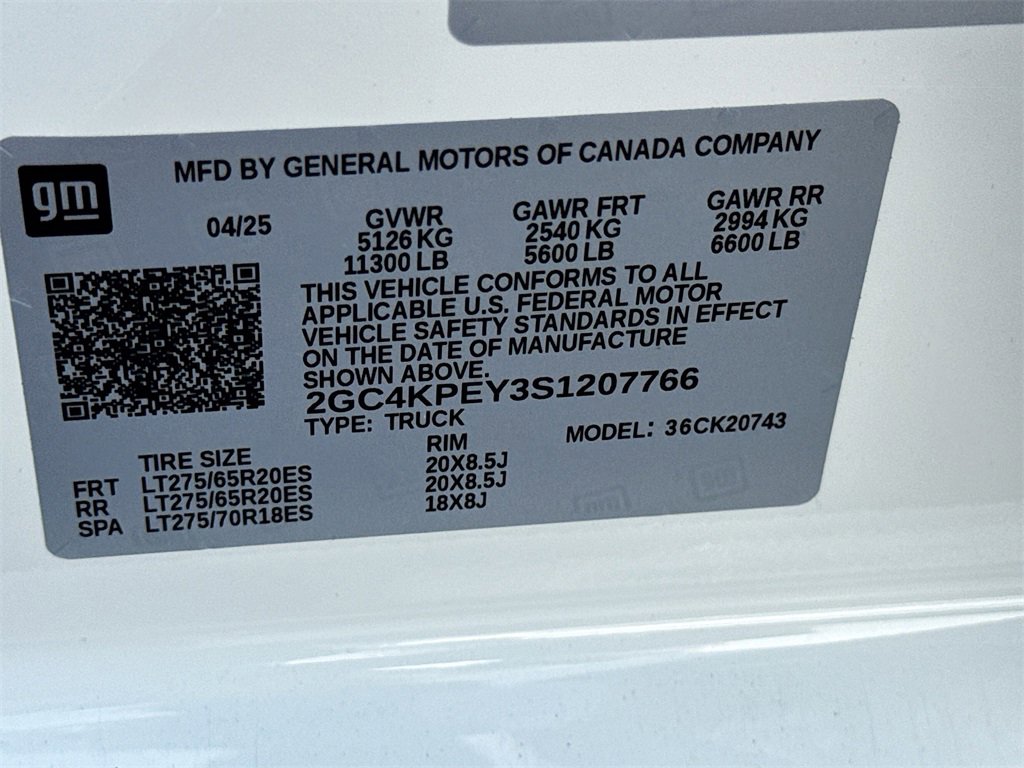 MFD BY GENERAL MOTORS OF CANADA COMPANY
gm
04/25
GVWR
5126 KG
11300 LB
GAWR FRT
2540 KG
5600 LB
GAWR RR
2994 KG
6600 LB
THIS VEHICLE CONFORMS TO ALL
APPLICABLE U.S. FEDERAL MOTOR
VEHICLE SAFETY STANDARDS IN EFFECT
ON THE DATE OF MANUFACTURE
SHOWN ABOVE.
2GC4KPEY3S1207766
TYPE: TRUCK
MODEL: 36CK20743
TIRE SIZE RIM
FRT LT275/65R20ES 20X8.5J
RR LT275/65R20ES 20X8.5J
SPA LT275/70R18ES 18X8J
gm
gm